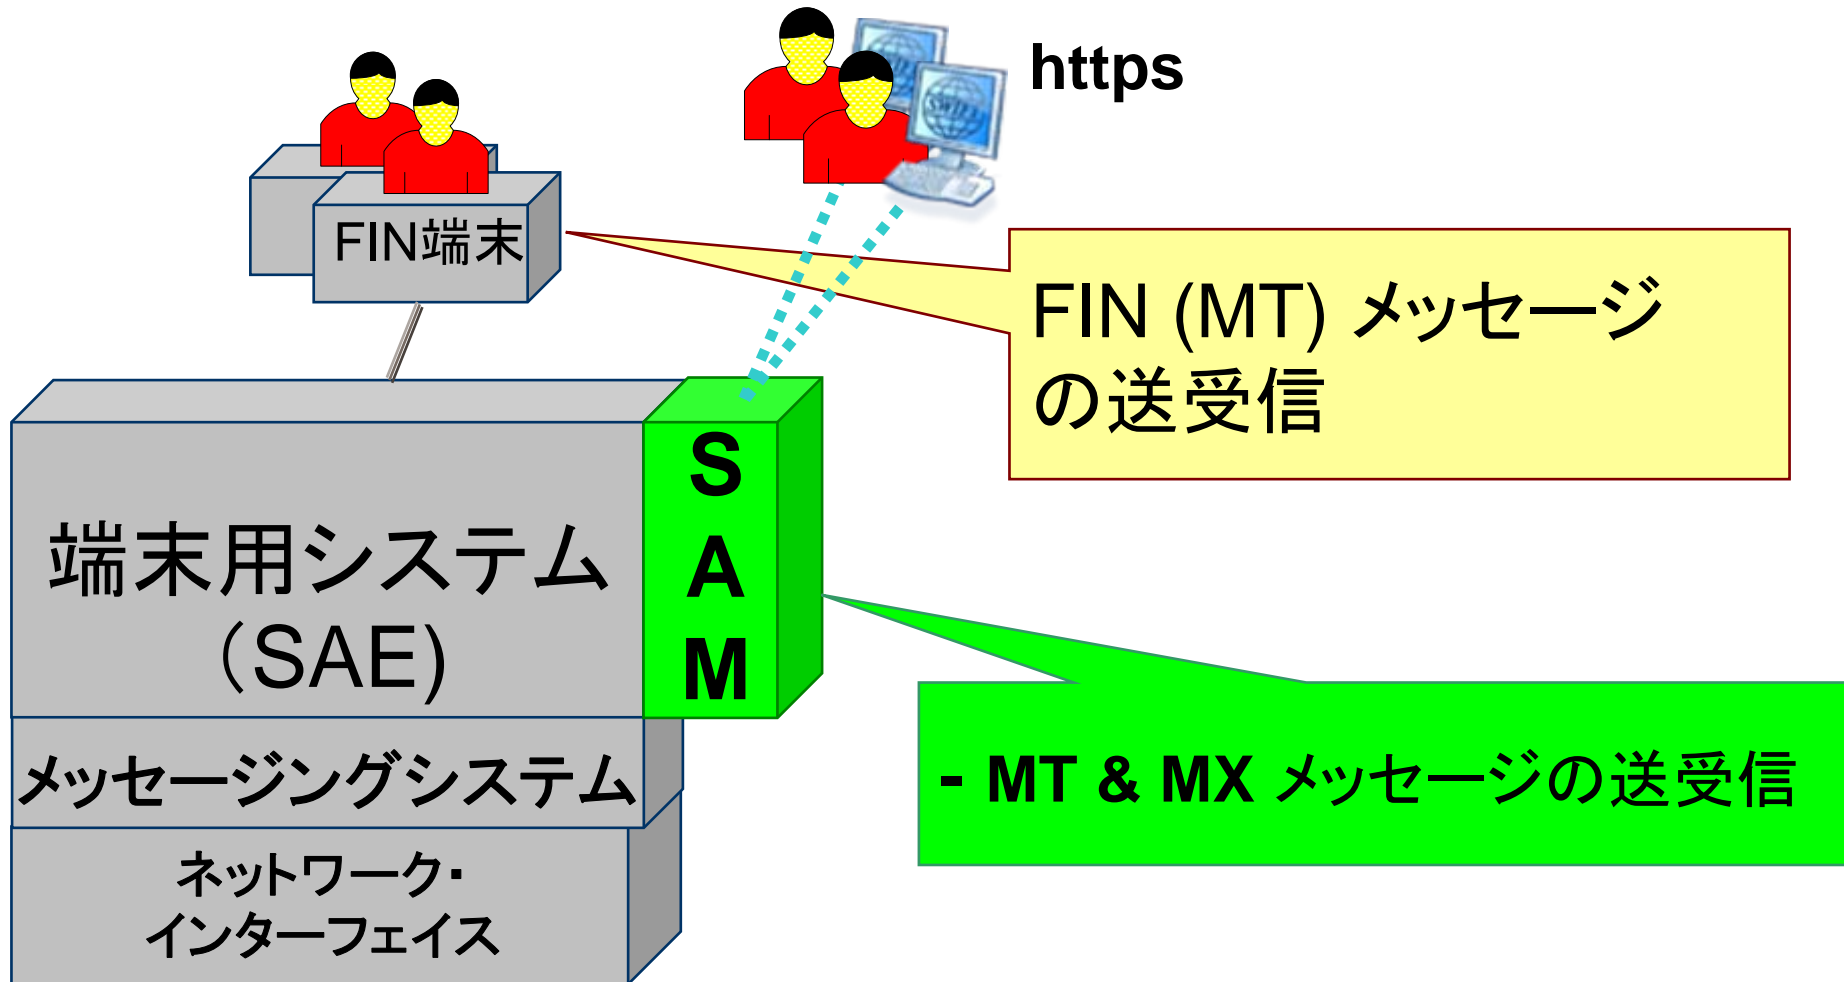 https
FIN端末
FIN (MT) メッセージ
の送受信
S
A
M
端末用システム
（SAE)
- MT & MX メッセージの送受信
メッセージングシステム
ネットワーク・
インターフェイス
SWIFT